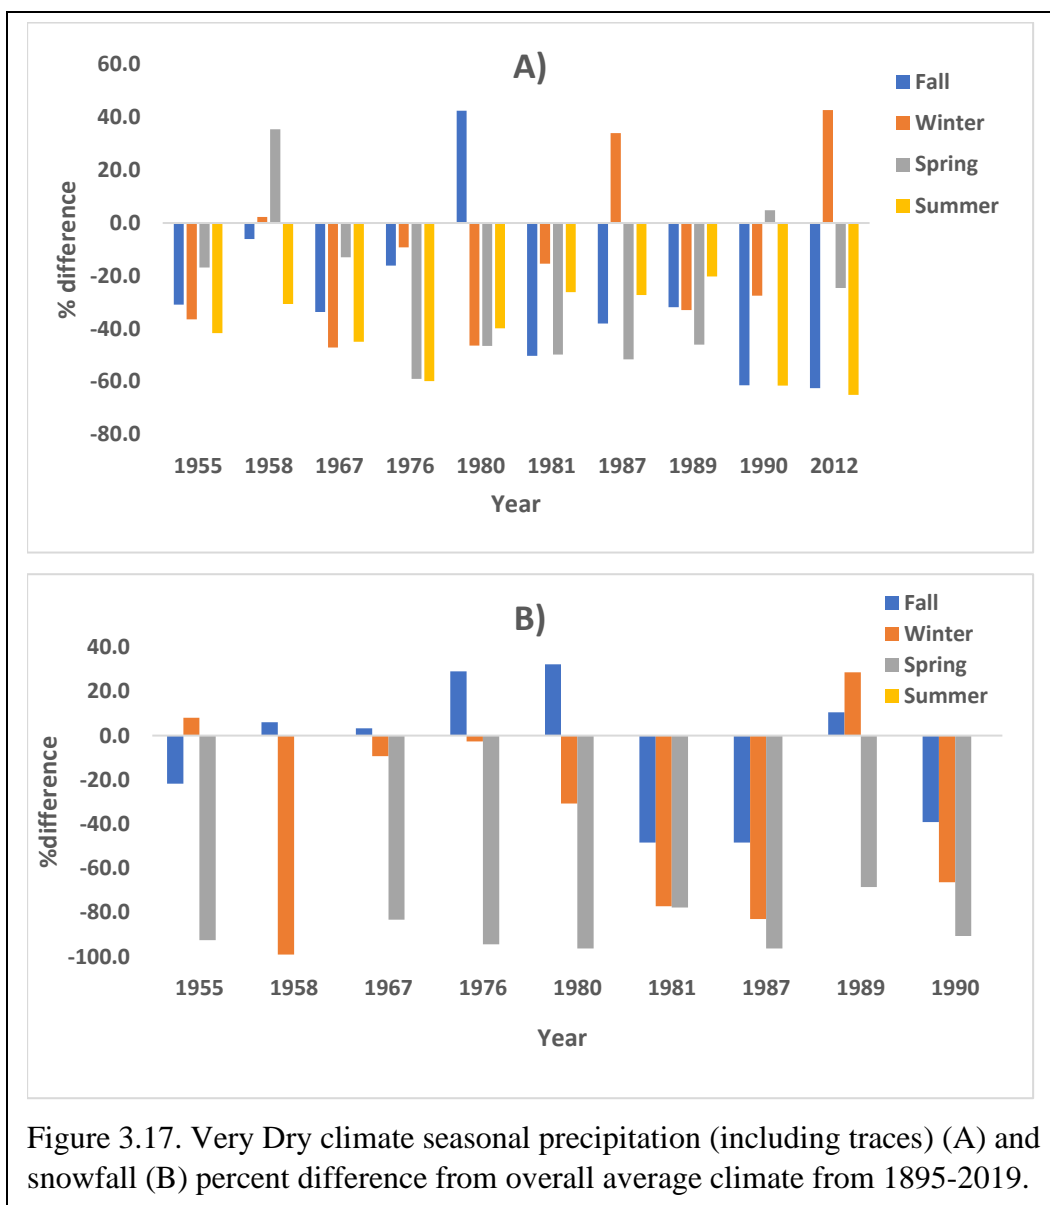 A)
60.0
40.0
20.0
0.0
-20.0
-40.0
-60.0
-80.0
% difference
Fall
Winter
Spring
Summer
1955 1958 1967 1976 1980 1981 1987 1989 1990 2012
Year
B)
40.0
20.0
0.0
-20.0
-40.0
-60.0
-80.0
-100.0
%difference
Fall
Winter
Spring
Summer
1955 1958 1967 1976 1980 1981 1987 1989 1990
Year
Figure 3.17. Very Dry climate seasonal precipitation (including traces) (A) and
snowfall (B) percent difference from overall average climate from 1895-2019.